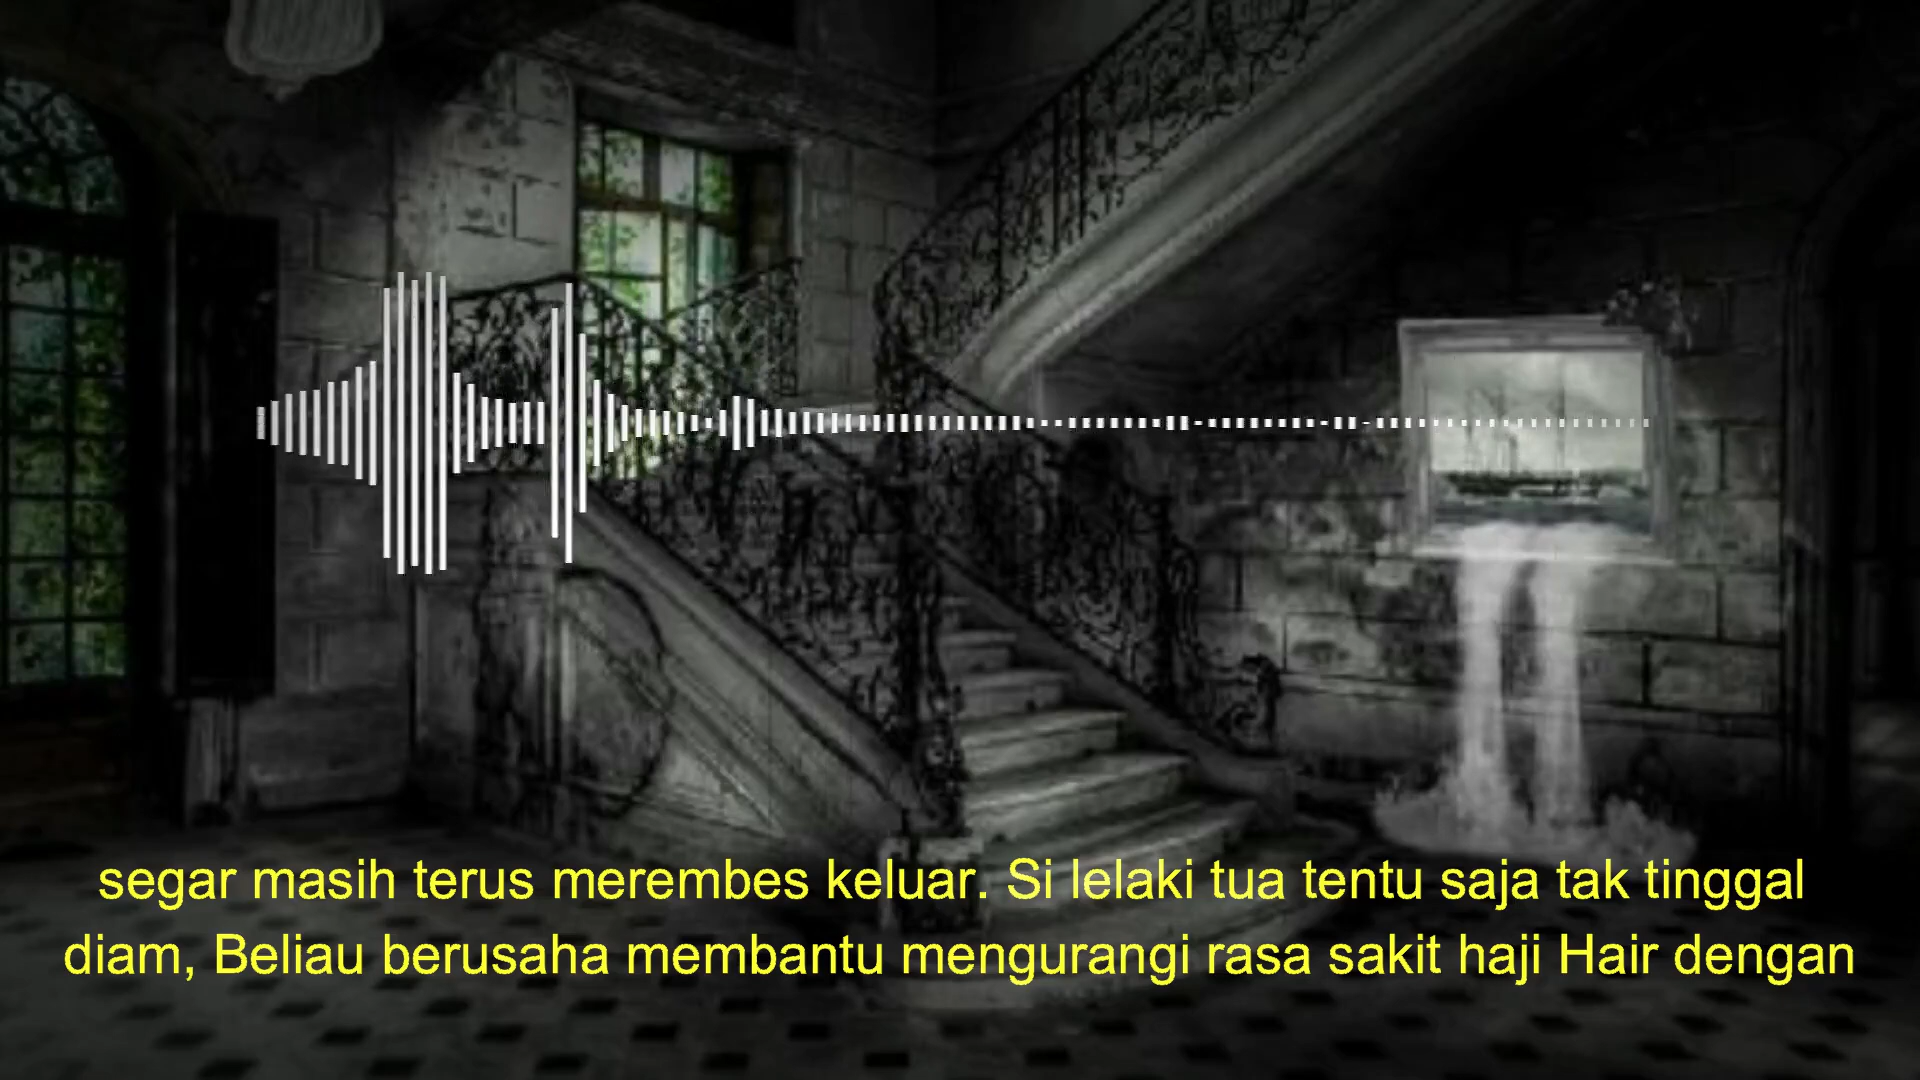 segar masih terus merembes keluar. Si lelaki tua tentu saja tak tinggal
diam, Beliau berusaha membantu mengurangi rasa sakit haji Hair dengan